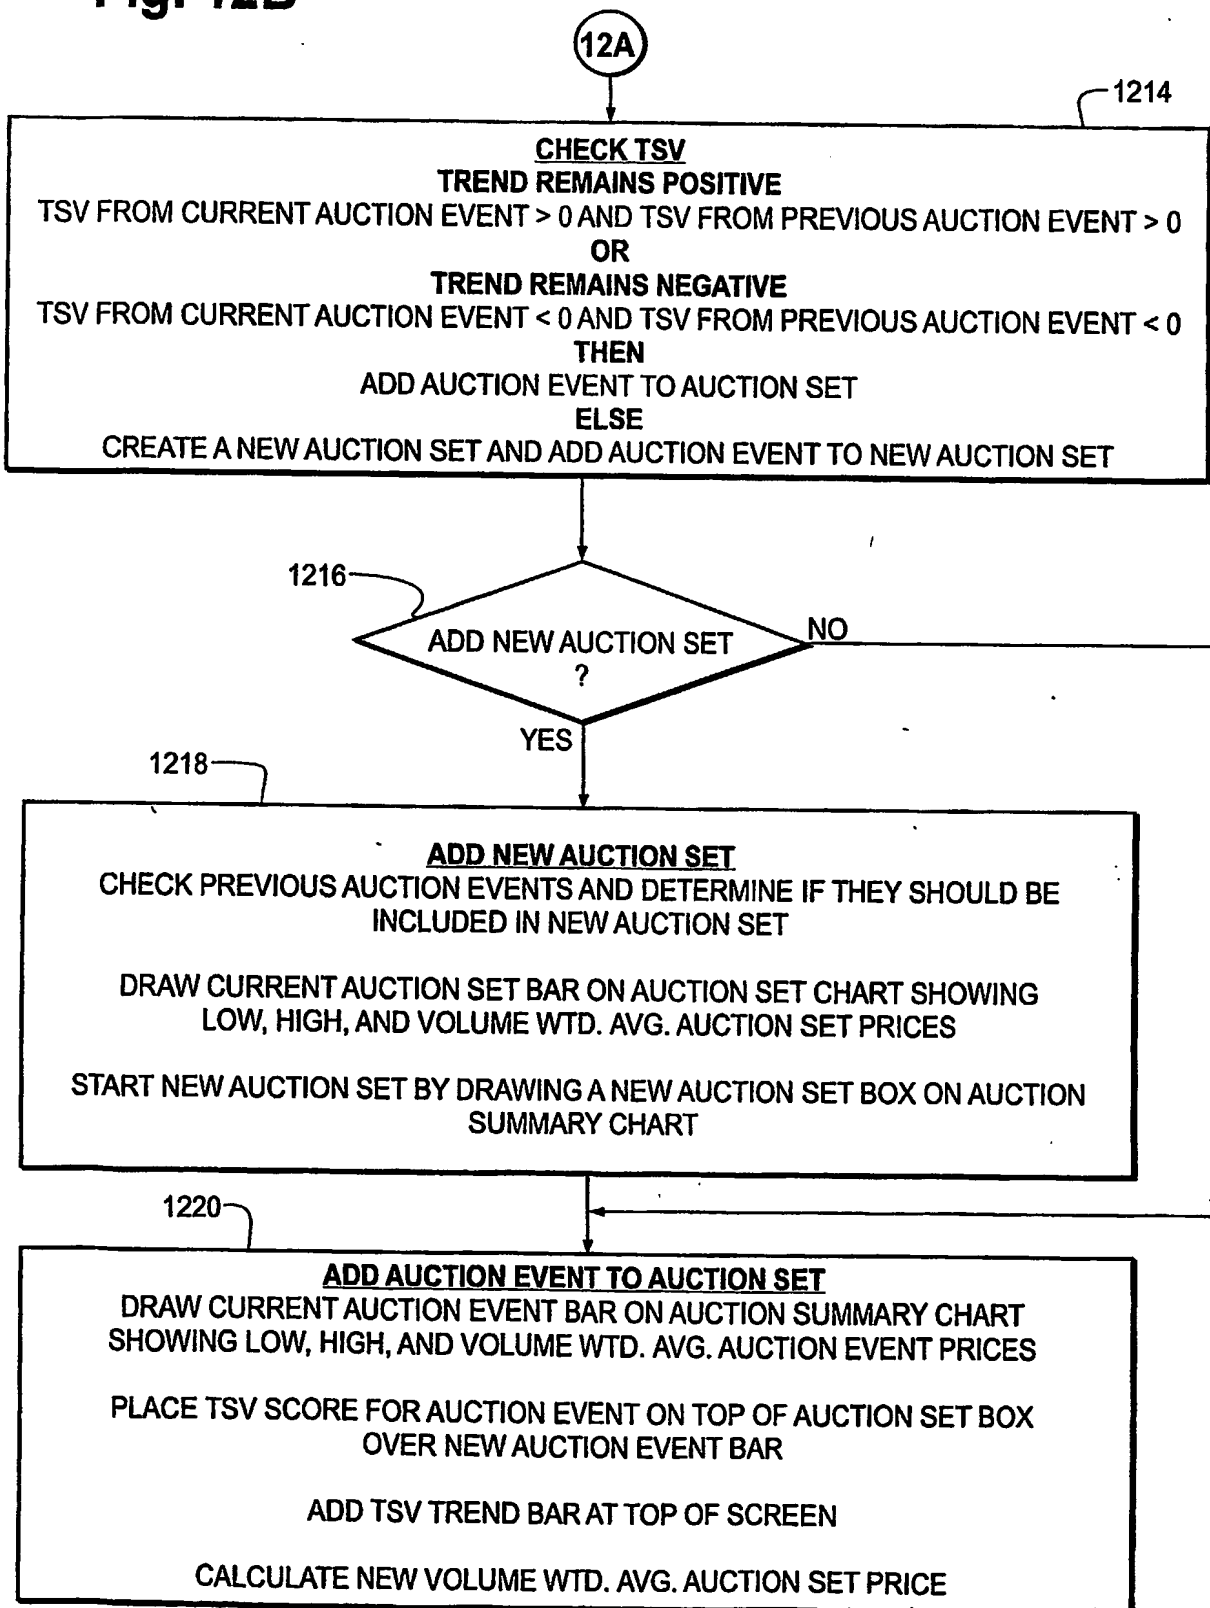 12A
1214
CHECK TSV
TREND REMAINS POSITIVE
TSV FROM CURRENT AUCTION EVENT > 0 AND TSV FROM PREVIOUS AUCTION EVENT > 0
OR
TREND REMAINS NEGATIVE
TSV FROM CURRENT AUCTION EVENT < 0 AND TSV FROM PREVIOUS AUCTION EVENT < 0
THEN
ADD AUCTION EVENT TO AUCTION SET
ELSE
CREATE A NEW AUCTION SET AND ADD AUCTION EVENT TO NEW AUCTION SET
1216
ADD NEW AUCTION SET
?
NO
YES
1218
ADD NEW AUCTION SET
CHECK PREVIOUS AUCTION EVENTS AND DETERMINE IF THEY SHOULD BE
INCLUDED IN NEW AUCTION SET
DRAW CURRENT AUCTION SET BAR ON AUCTION SET CHART SHOWING
LOW, HIGH, AND VOLUME WTD. AVG. AUCTION SET PRICES
START NEW AUCTION SET BY DRAWING A NEW AUCTION SET BOX ON AUCTION
SUMMARY CHART
1220
ADD AUCTION EVENT TO AUCTION SET
DRAW CURRENT AUCTION EVENT BAR ON AUCTION SUMMARY CHART
SHOWING LOW, HIGH, AND VOLUME WTD. AVG. AUCTION EVENT PRICES
PLACE TSV SCORE FOR AUCTION EVENT ON TOP OF AUCTION SET BOX
OVER NEW AUCTION EVENT BAR
ADD TSV TREND BAR AT TOP OF SCREEN
CALCULATE NEW VOLUME WTD. AVG. AUCTION SET PRICE